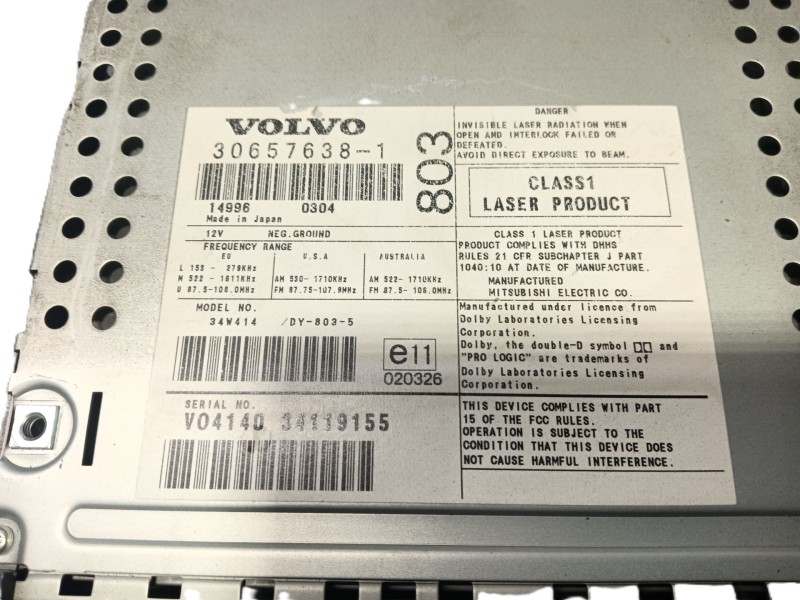 VOLVO
30657638-1
14996 0304
Made in Japan
803
12V NEG.GROUND
FREQUENCY RANGE
EU U.S.A AUSTRALIA
L 153 - 279KHz
M 522 - 1611KHz AM 530-1710KHz AM 522-1710KHz
U 87.5-108.0MHz FM 87.75-107.9MHz FM 87.5-108.0MHz
MODEL NO.
34W414 /DY-803-5
e11
020326
SERIAL NO.
VO4140 34119155
DANGER
INVISIBLE LASER RADIATION WHEN
OPEN AND INTERLOCK FAILED OR
DEFEATED.
AVOID DIRECT EXPOSURE TO BEAM.
CLASS1
LASER PRODUCT
CLASS 1 LASER PRODUCT
PRODUCT COMPLIES WITH DHHS
RULES 21 CFR SUBCHAPTER J PART
1040:10 AT DATE OF MANUFACTURE.
MANUFACTURED
MITSUBISHI ELECTRIC CO.
Manufactured under licence from
Dolby Laboratories Licensing
Corporation.
Dolby, the double-D symbol and
"PRO LOGIC" are trademarks of
Dolby Laboratories Licensing
Corporation.
THIS DEVICE COMPLIES WITH PART
15 OF THE FCC RULES.
OPERATION IS SUBJECT TO THE
CONDITION THAT THIS DEVICE DOES
NOT CAUSE HARMFUL INTERFERENCE.